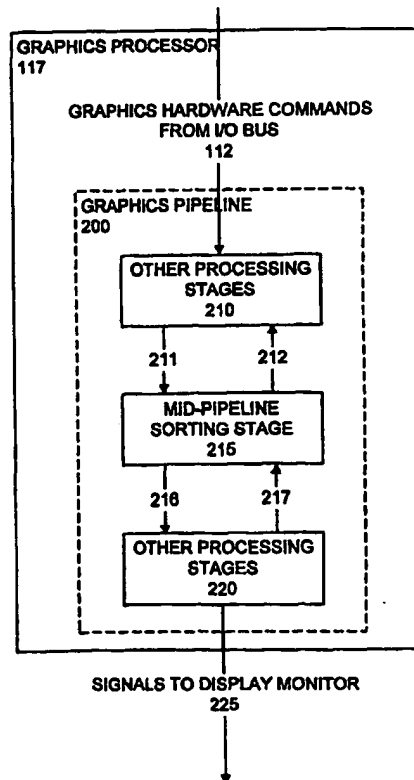 GRAPHICS PROCESSOR
117
GRAPHICS HARDWARE COMMANDS
FROM I/O BUS
112
GRAPHICS PIPELINE
200
OTHER PROCESSING
STAGES
210
211
212
MID-PIPELINE
SORTING STAGE
215
216
217
OTHER PROCESSING
STAGES
220
SIGNALS TO DISPLAY MONITOR
225